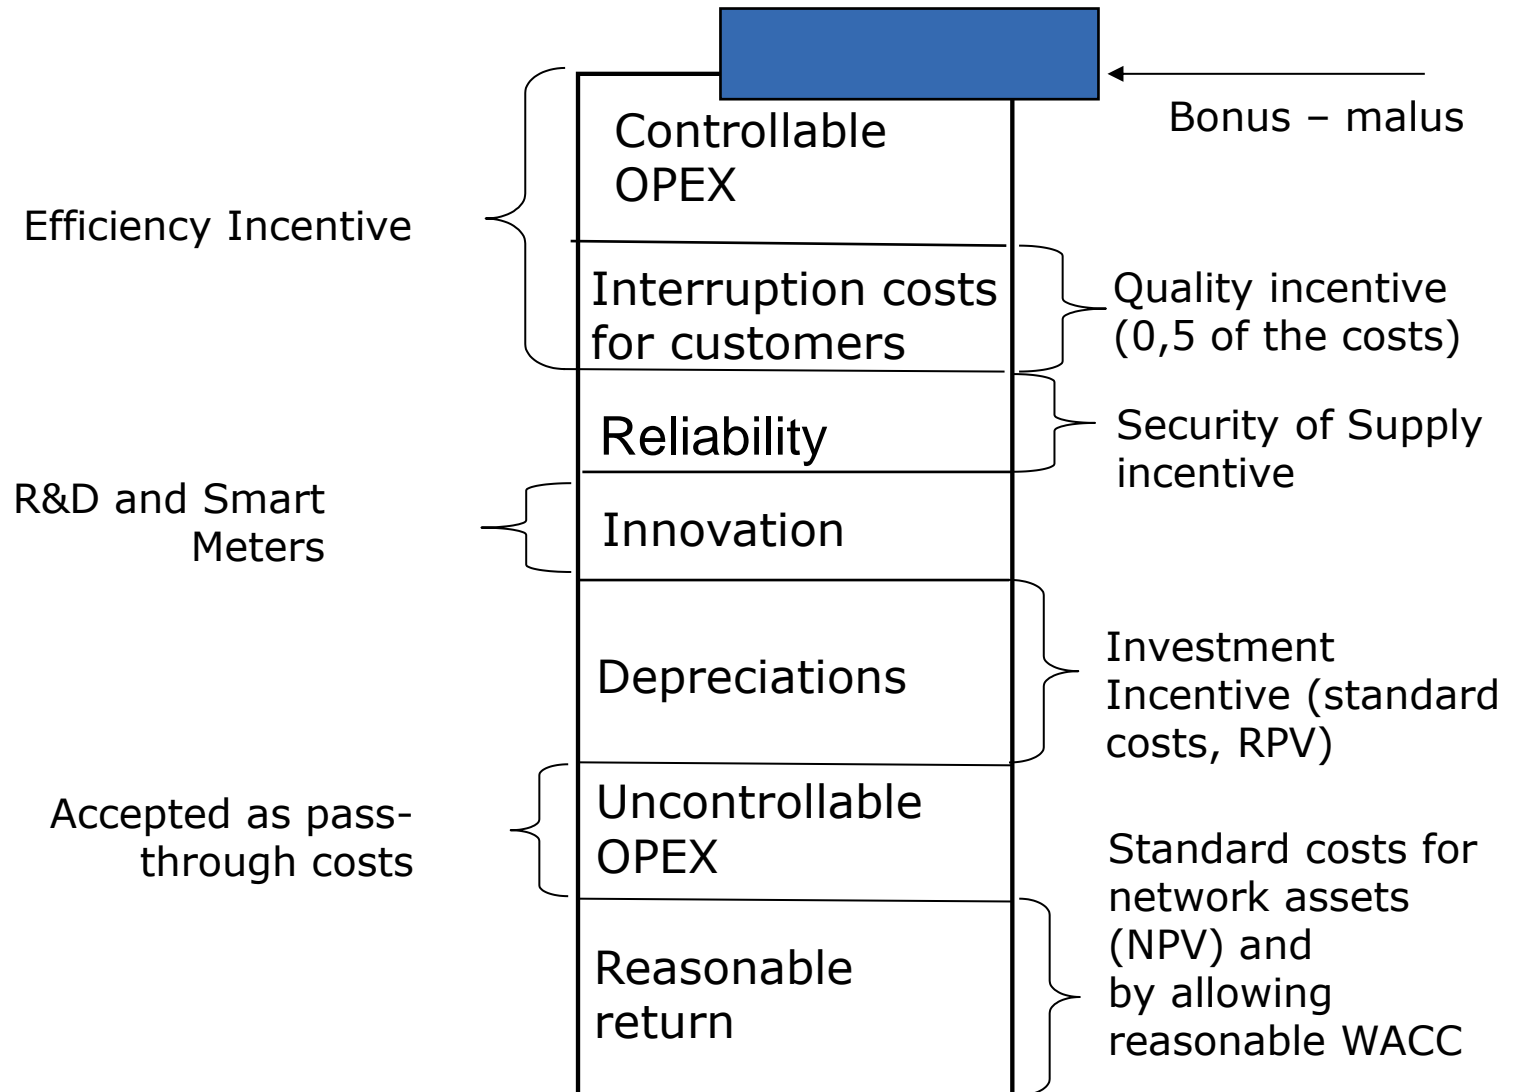 Bonus – malus
Controllable
OPEX
Efficiency Incentive
Interruption costs
for customers
Quality incentive
(0,5 of the costs)
Reliability
Security of Supply
incentive
R&D and Smart
Meters
Innovation
Depreciations
Investment
Incentive (standard
costs, RPV)
Accepted as pass-
through costs
Uncontrollable
OPEX
Reasonable
return
Standard costs for
network assets
(NPV) and
by allowing
reasonable WACC